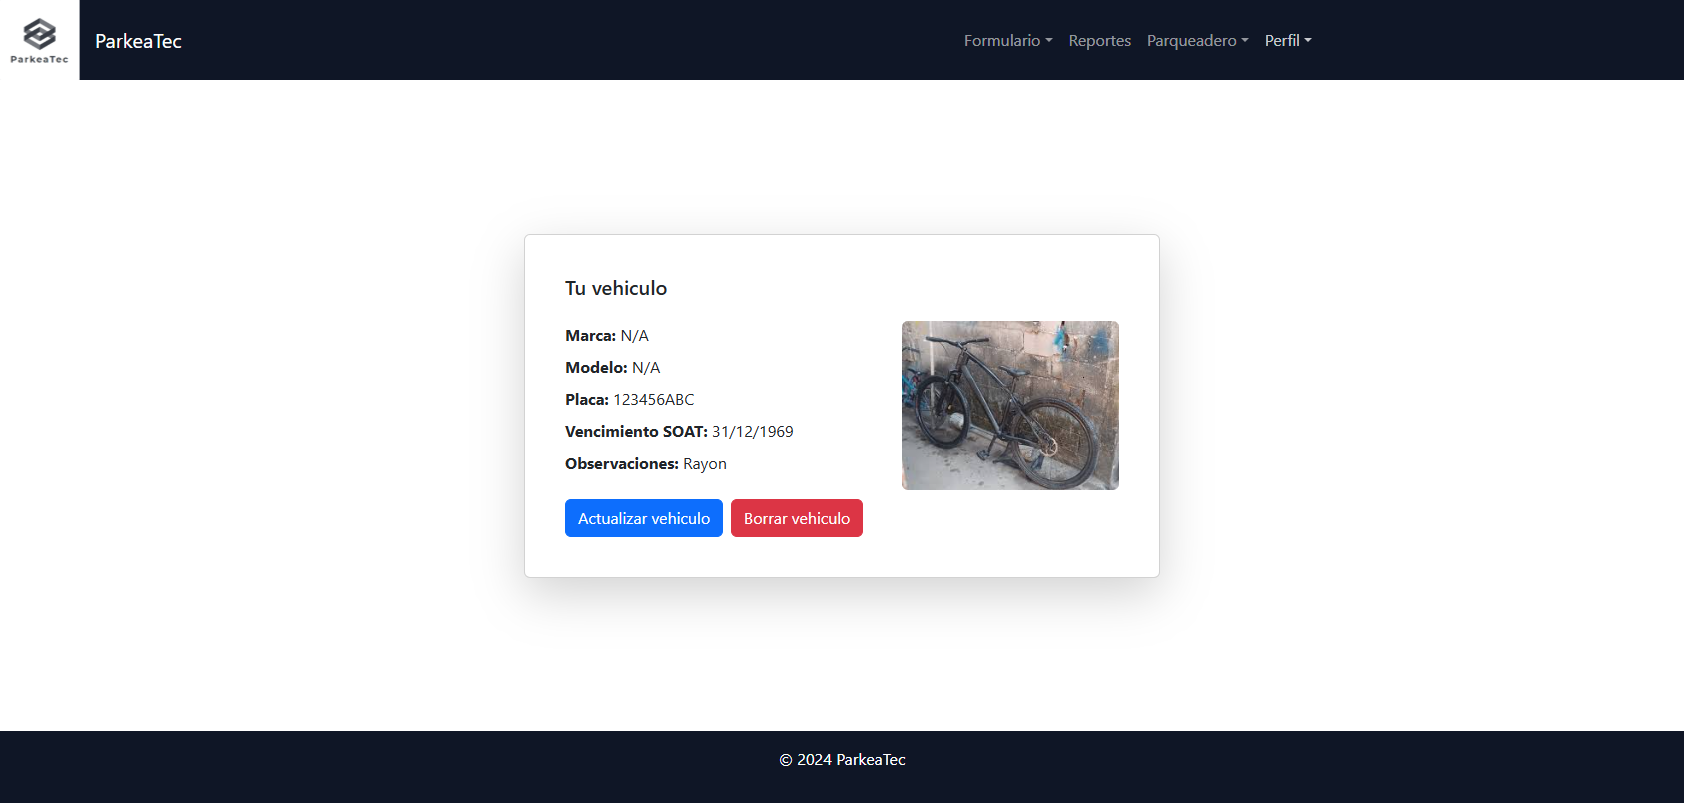 ParkeaTec
ParkeaTec
Formulario
Reportes
Parqueadero
Perfil
Tu vehiculo
Marca: N/A
Modelo: N/A
Placa: 123456ABC
Vencimiento SOAT: 31/12/1969
Observaciones: Rayon
Actualizar vehiculo
Borrar vehiculo
© 2024 ParkeaTec